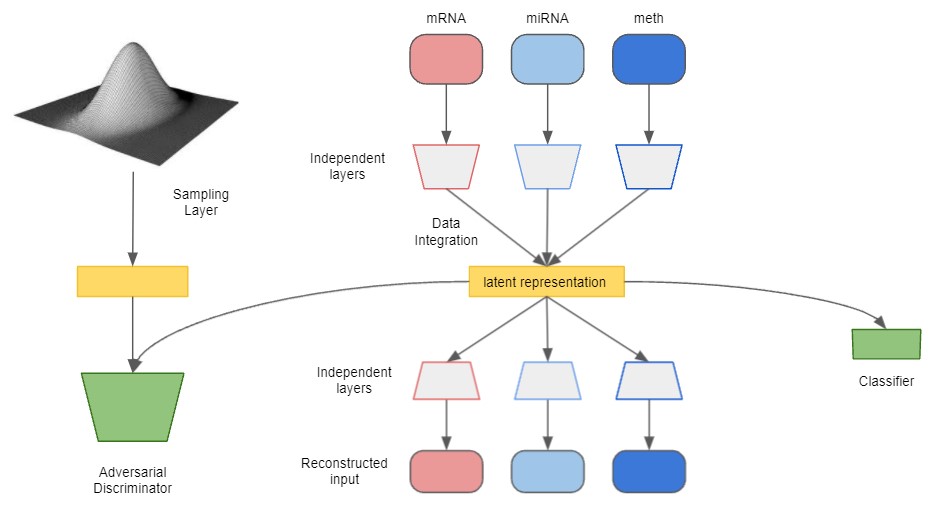 mRNA
miRNA
meth
Independent
layers
Sampling
Layer
Data
Integration
latent representation
Independent
layers
Classifier
Reconstructed
input
Adversarial
Discriminator